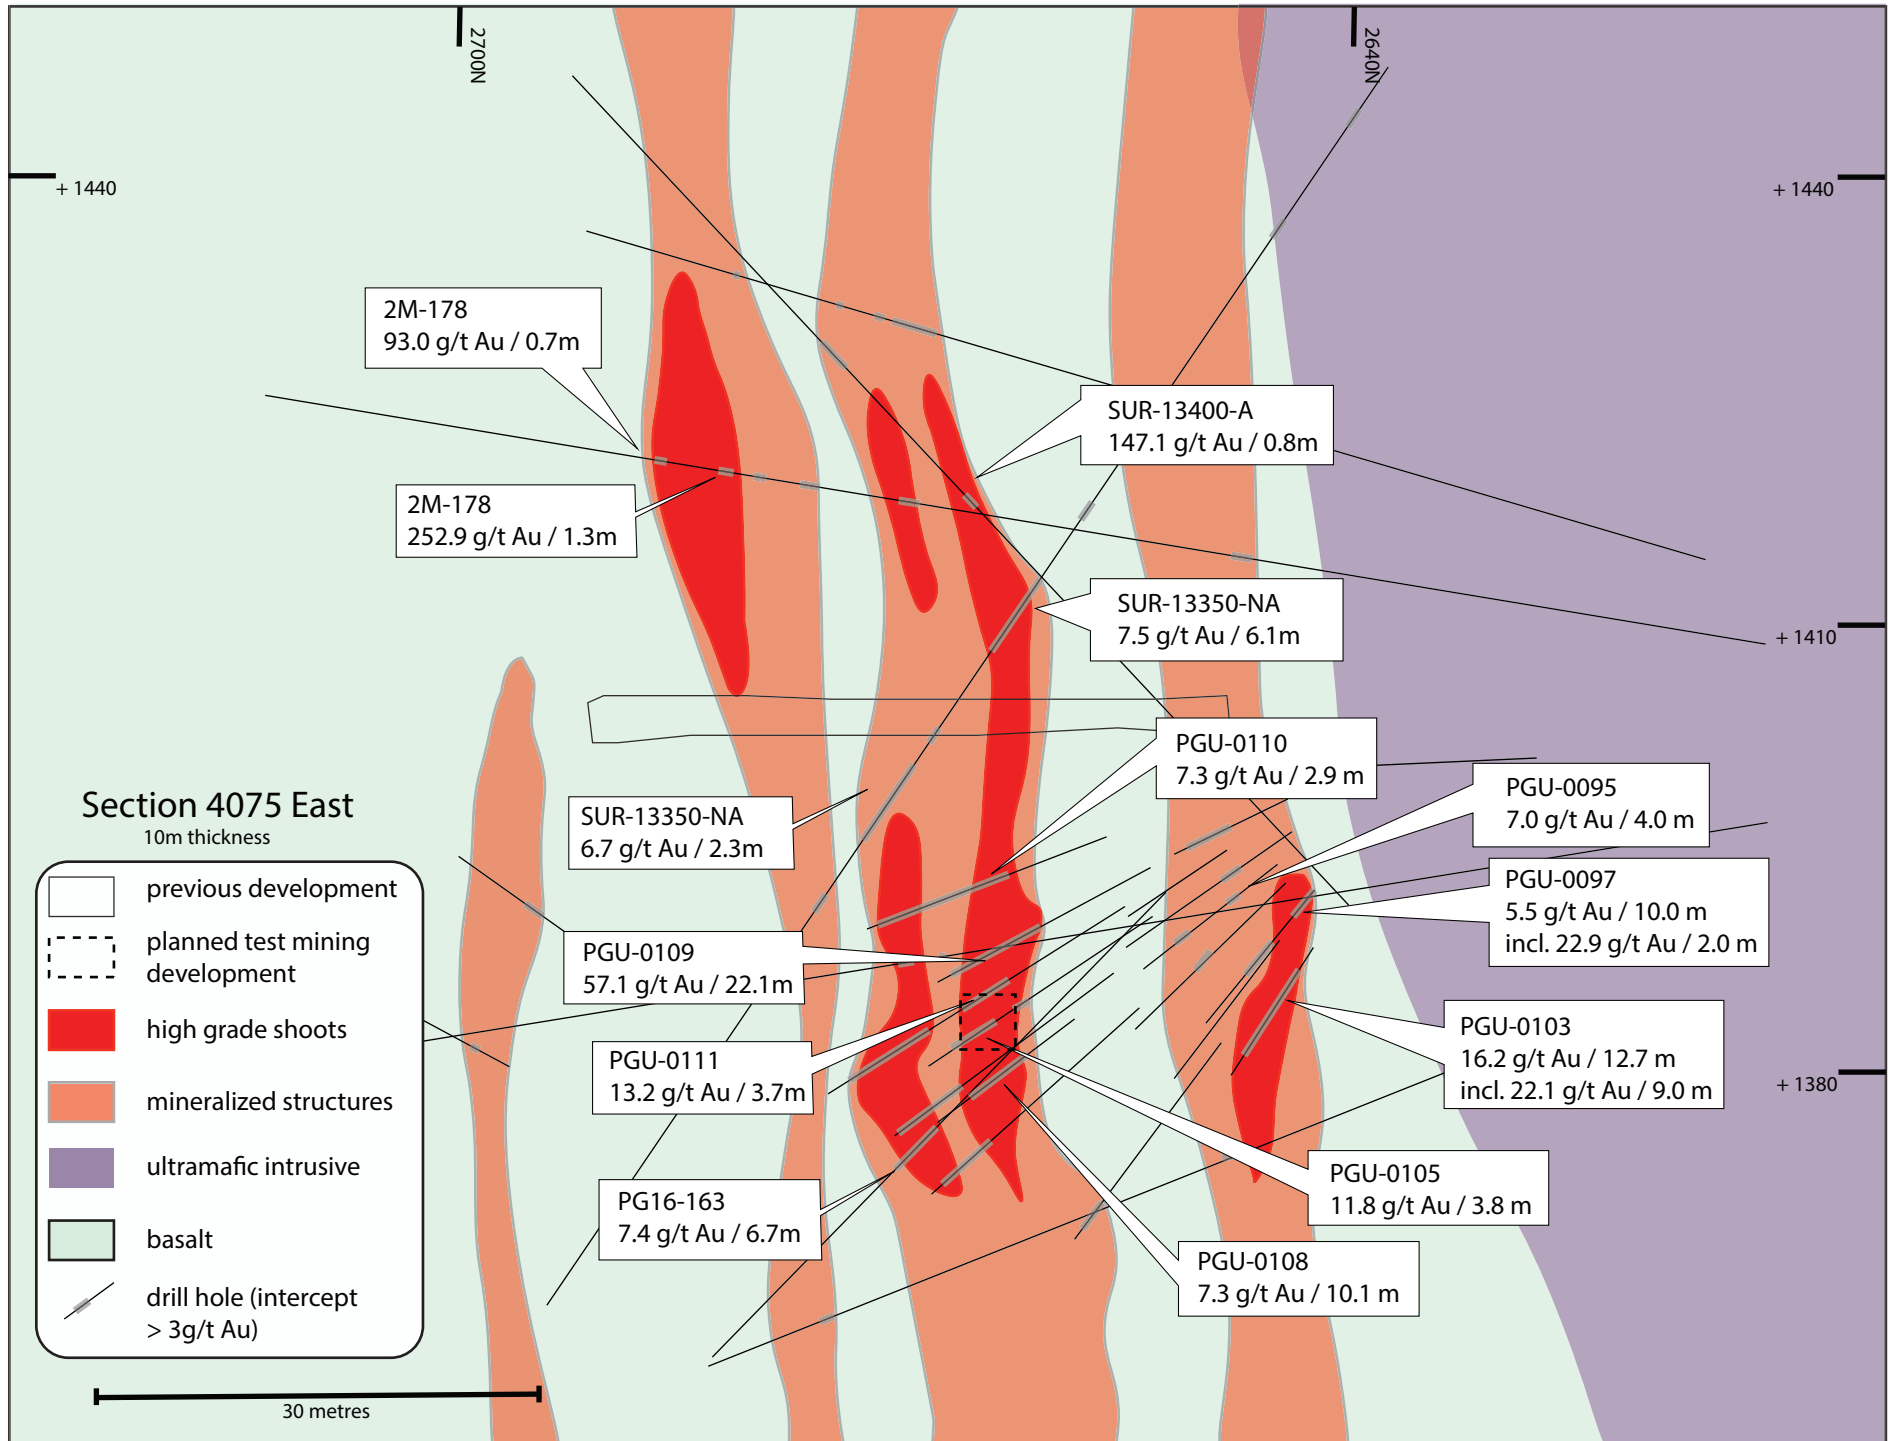 2700N
2640N
+ 1440
+ 1440
2M-178
93.0 g/t Au / 0.7m
SUR-13400-A
147.1 g/t Au / 0.8m
2M-178
252.9 g/t Au / 1.3m
SUR-13350-NA
7.5 g/t Au / 6.1m
+ 1410
PGU-0110
7.3 g/t Au / 2.9 m
PGU-0095
7.0 g/t Au / 4.0 m
SUR-13350-NA
6.7 g/t Au / 2.3m
PGU-0097
5.5 g/t Au / 10.0 m
incl. 22.9 g/t Au / 2.0 m
PGU-0109
57.1 g/t Au / 22.1m
PGU-0103
16.2 g/t Au / 12.7 m
incl. 22.1 g/t Au / 9.0 m
PGU-0111
13.2 g/t Au / 3.7m
+ 1380
PGU-0105
11.8 g/t Au / 3.8 m
PG16-163
7.4 g/t Au / 6.7m
PGU-0108
7.3 g/t Au / 10.1 m
Section 4075 East
10m thickness
previous development
planned test mining
development
high grade shoots
mineralized structures
ultramafic intrusive
basalt
drill hole (intercept
> 3g/t Au)
30 metres